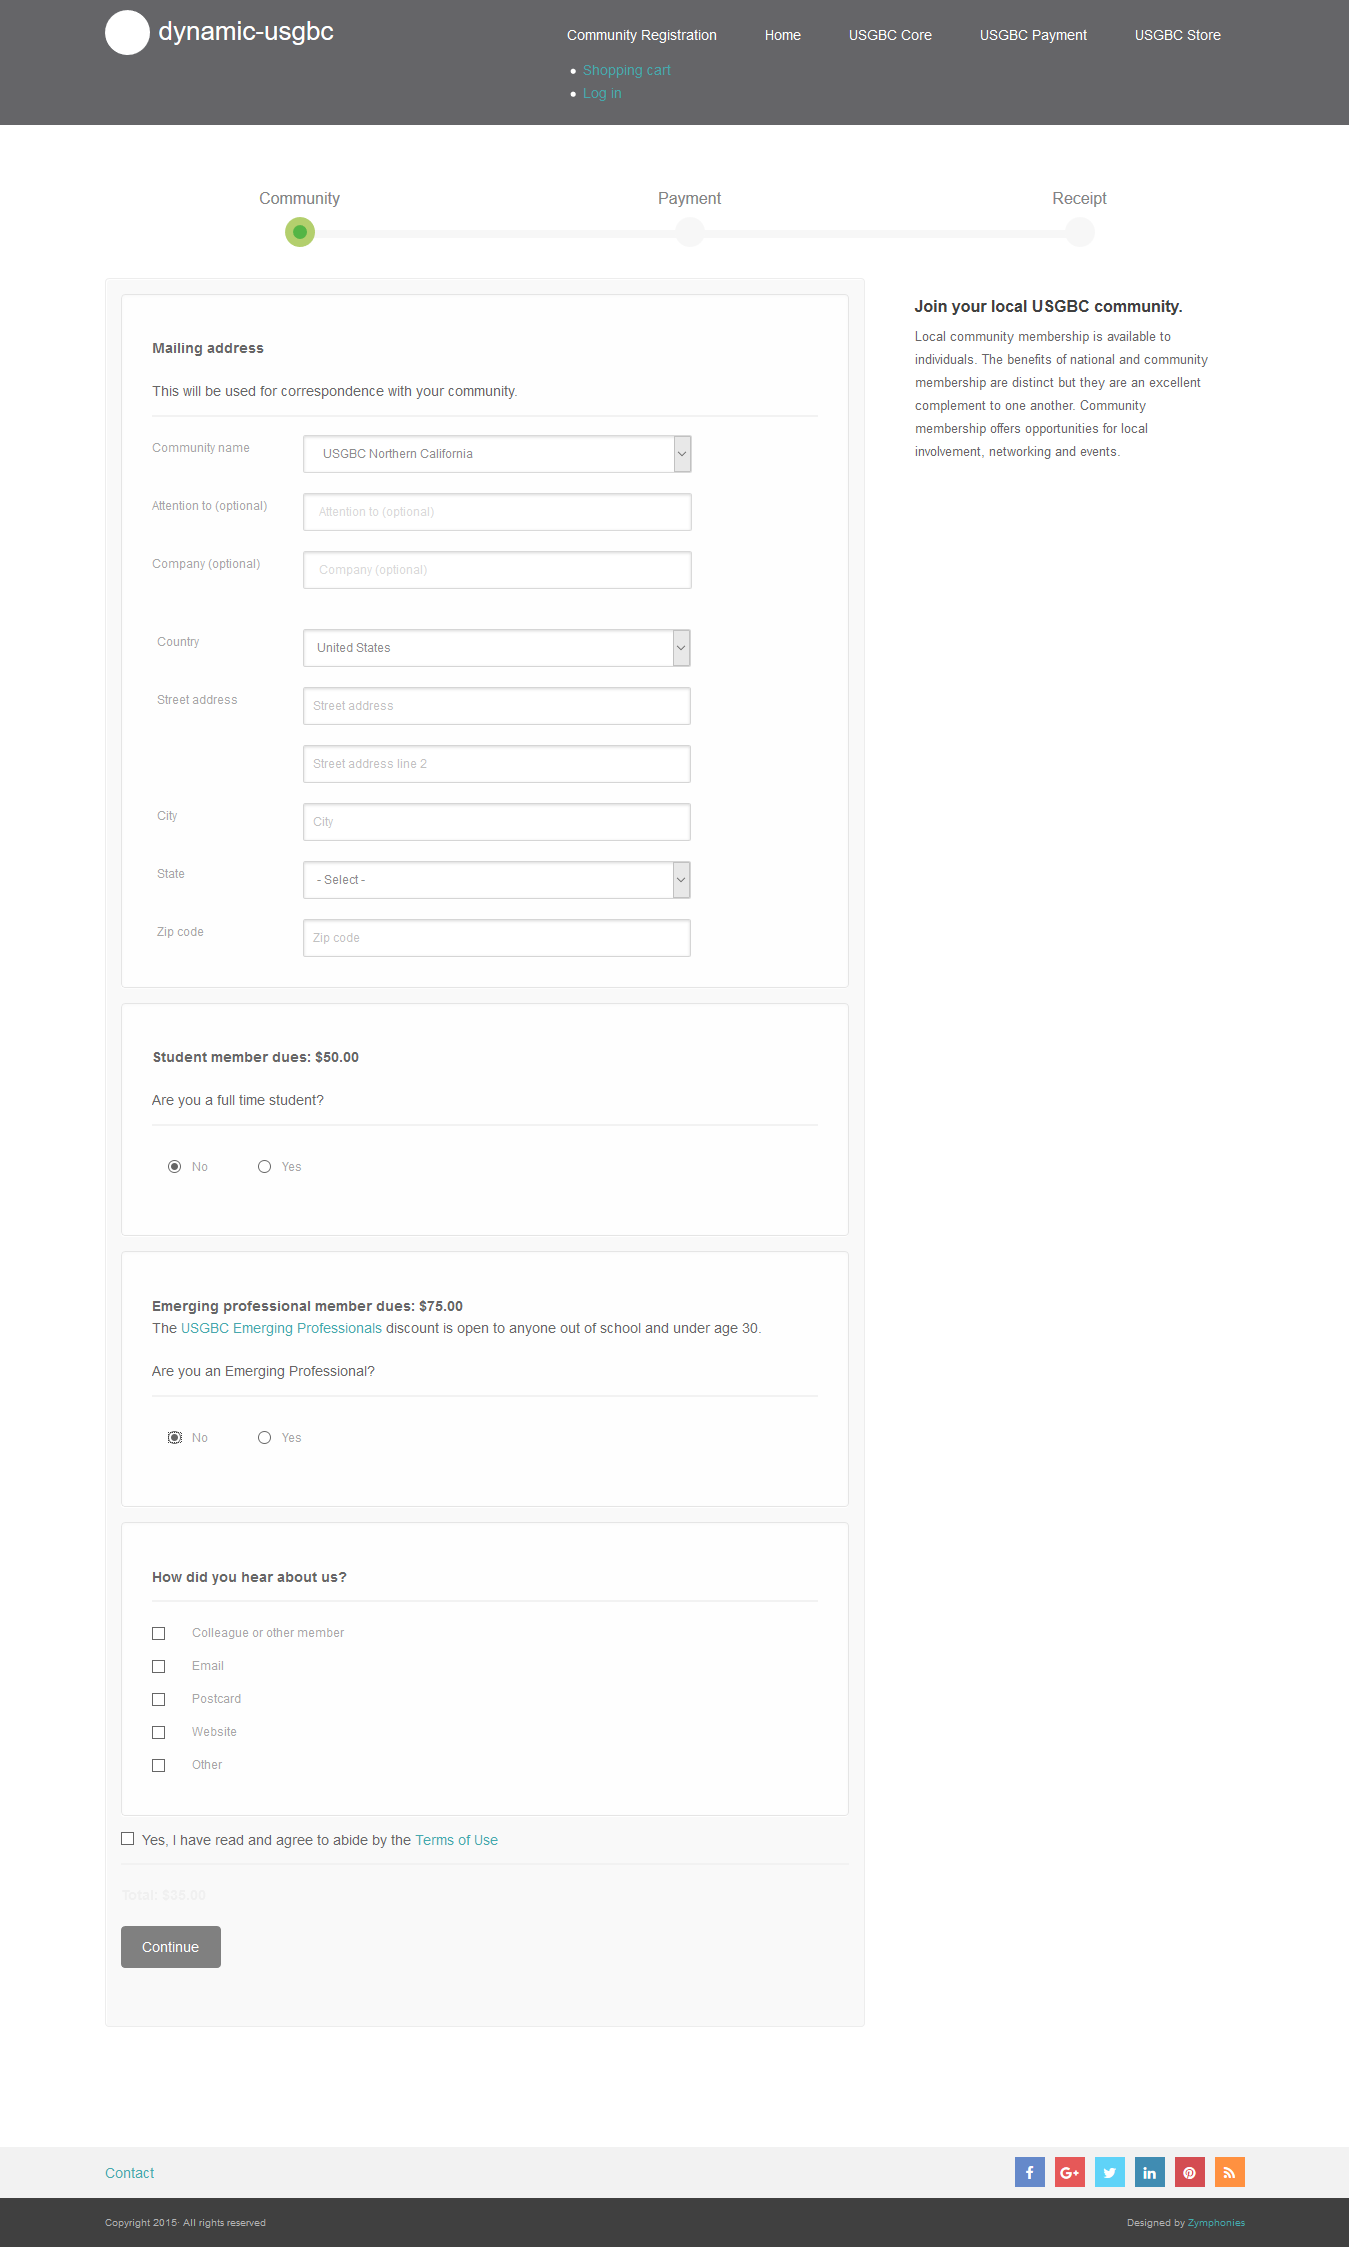 dynamic-usgbc
Community Registration
Home
USGBC Core
USGBC Payment
USGBC Store
Shopping cart
Log in
Community
Payment
Receipt
Mailing address
This will be used for correspondence with your community.
Community name
USGBC Northern California
Attention to (optional)
Attention to (optional)
Company (optional)
Company (optional)
Country
United States
Street address
Street address
Street address line 2
City
City
State
- Select -
Zip code
Zip code
Student member dues: $50.00
Are you a full time student?
No
Yes
Emerging professional member dues: $75.00
The USGBC Emerging Professionals discount is open to anyone out of school and under age 30.
Are you an Emerging Professional?
No
Yes
How did you hear about us?
Colleague or other member
Email
Postcard
Website
Other
Yes, I have read and agree to abide by the Terms of Use
Total: $35.00
Continue
Join your local USGBC community.
Local community membership is available to
individuals. The benefits of national and community
membership are distinct but they are an excellent
complement to one another. Community
membership offers opportunities for local
involvement, networking and events.
Contact
f
G+
in
Copyright 2015· All rights reserved
Designed by Zymphonies